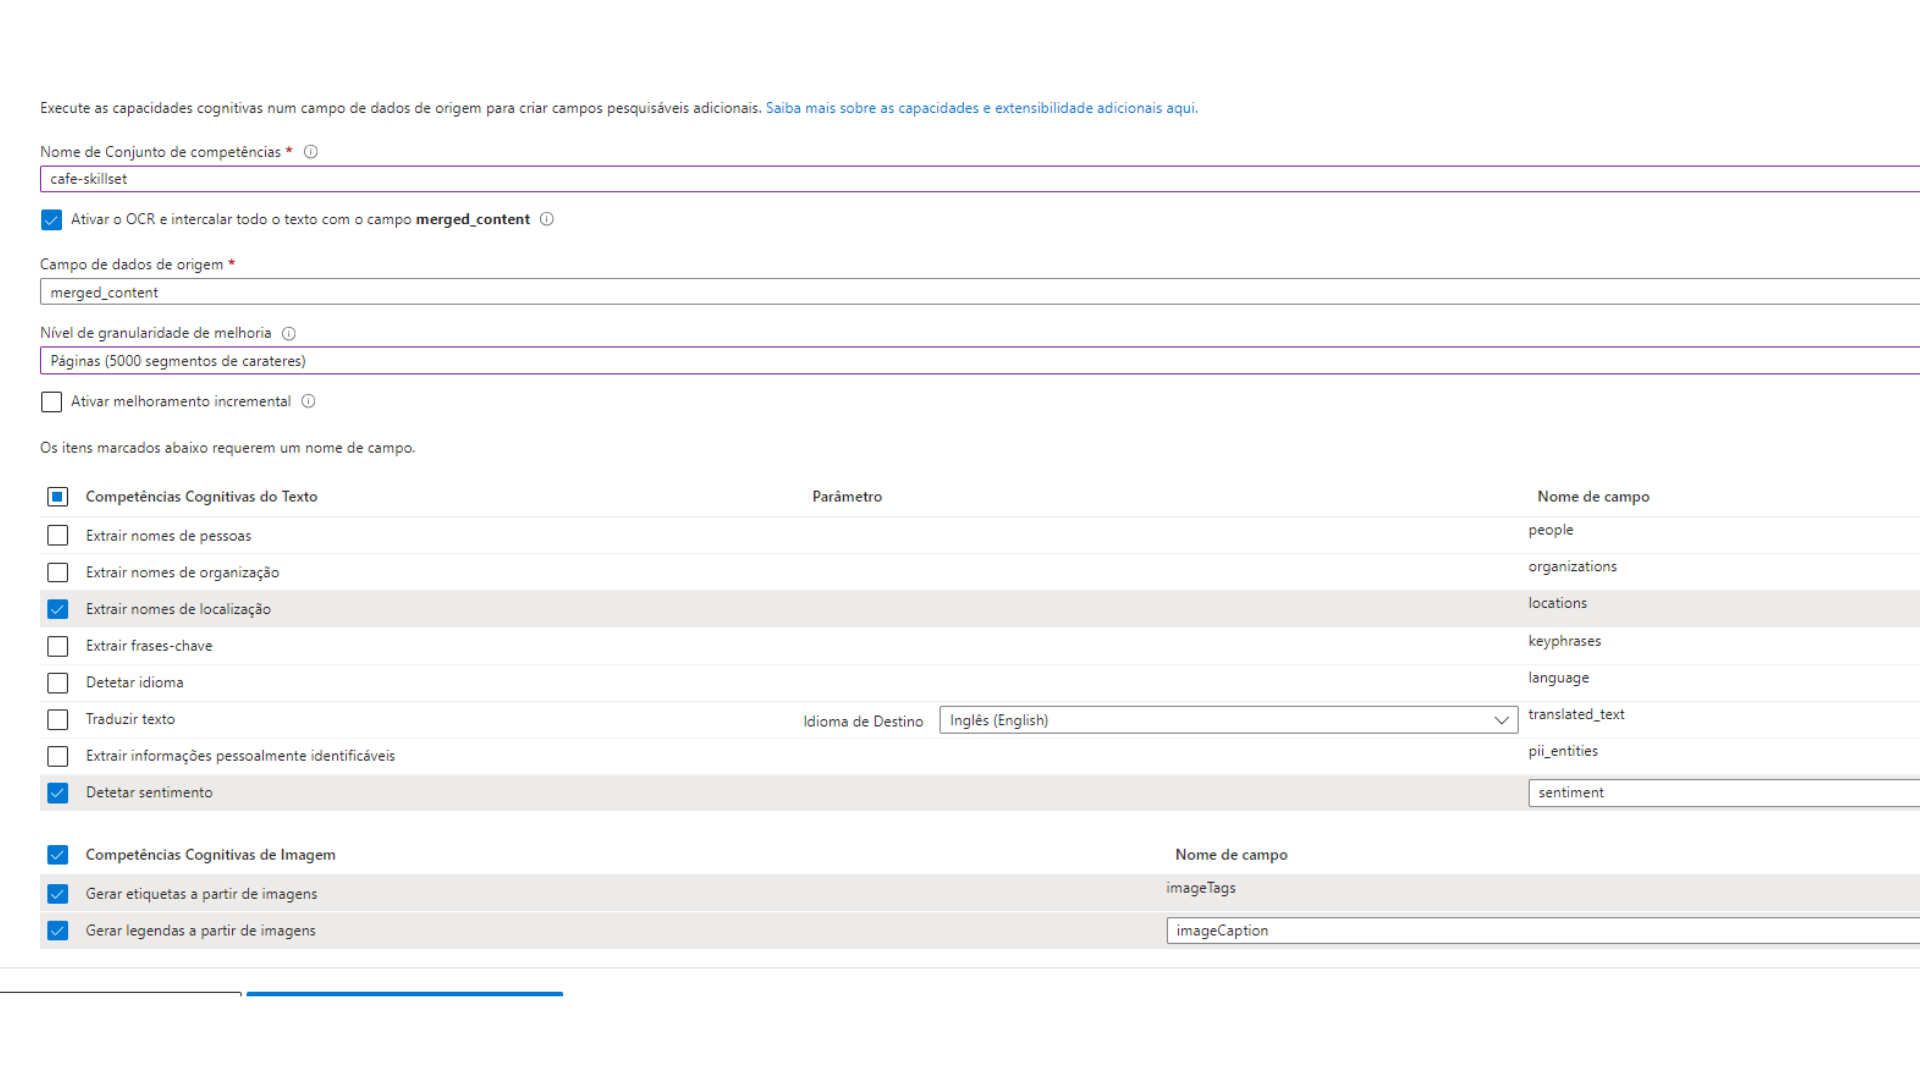 Execute as capacidades cognitivas num campo de dados de origem para criar campos pesquisáveis adicionais. Saiba mais sobre as capacidades e extensibilidade adicionais aqui.
Nome de Conjunto de competências *
cafe-skillset
Ativar o OCR e intercalar todo o texto com o campo merged_content
Campo de dados de origem *
merged_content
Nível de granularidade de melhoria
Páginas (5000 segmentos de carateres)
Ativar melhoramento incremental
Os itens marcados abaixo requerem um nome de campo.
Competências Cognitivas do Texto Parâmetro Nome de campo
Extrair nomes de pessoas people
Extrair nomes de organização organizations
Extrair nomes de localização locations
Extrair frases-chave keyphrases
Detetar idioma language
Traduzir texto Idioma de Destino Inglês (English) translated_text
Extrair informações pessoalmente identificáveis pii_entities
Detetar sentimento sentiment
Competências Cognitivas de Imagem Nome de campo
Gerar etiquetas a partir de imagens imageTags
Gerar legendas a partir de imagens imageCaption